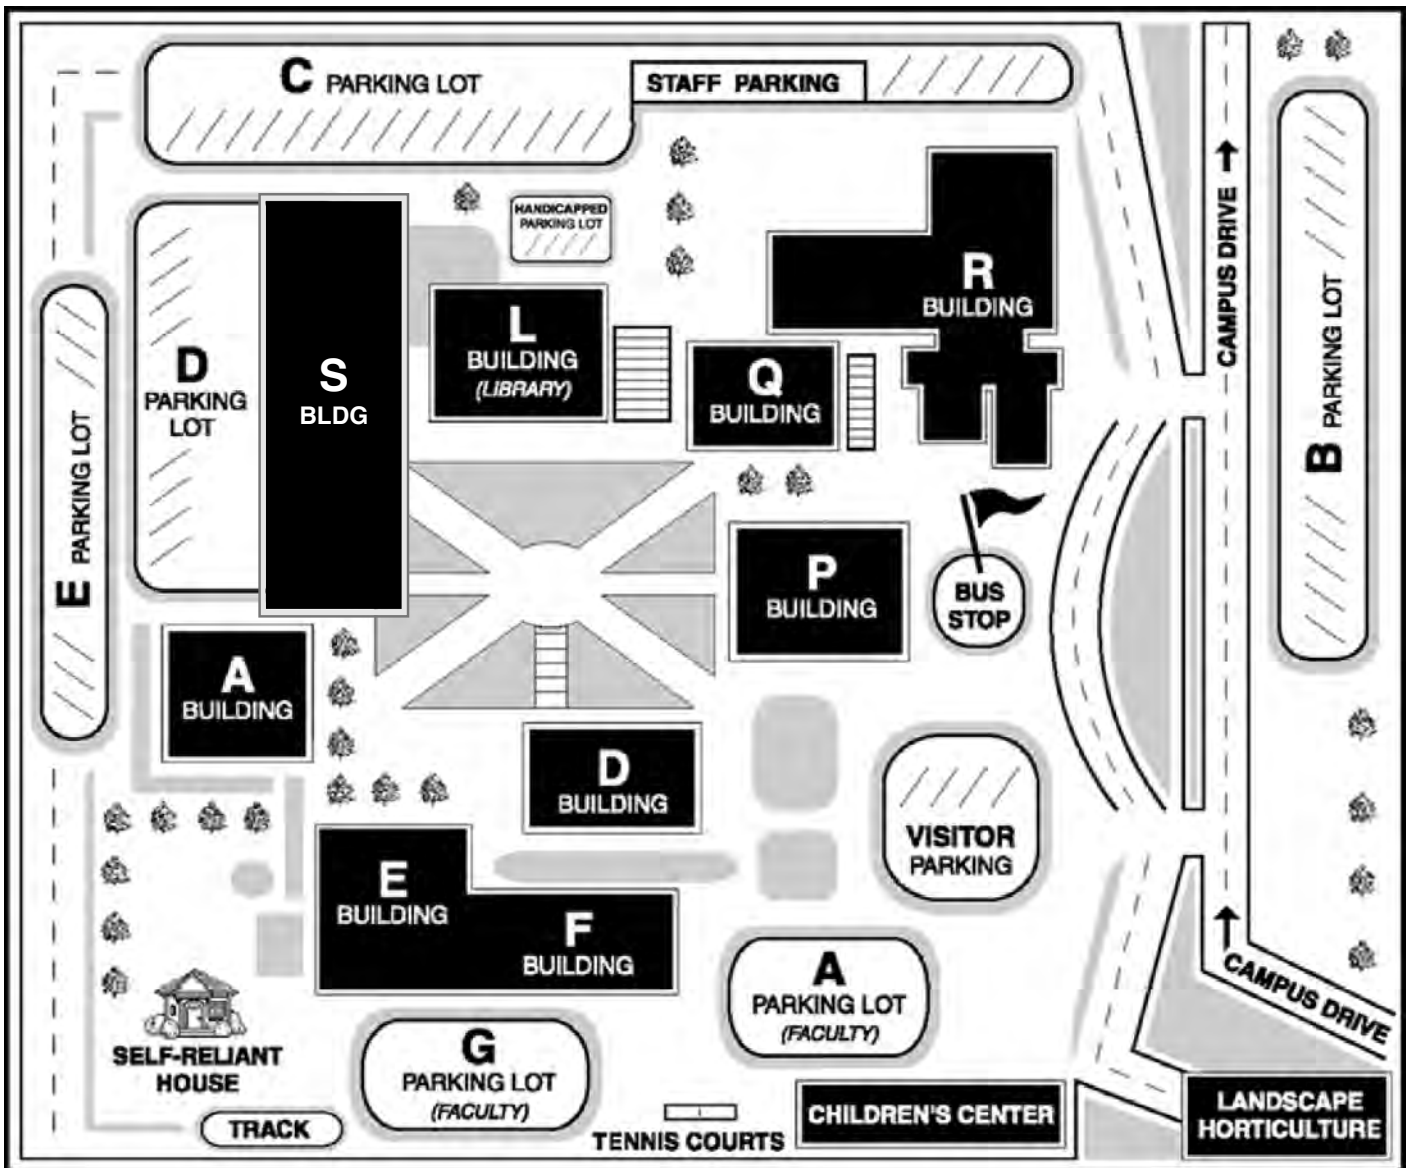 C PARKING LOT
STAFF PARKING
HANDICAPPED
PARKING LOT
CAMPUS DRIVE
B PARKING LOT
R
BUILDING
L
BUILDING
(LIBRARY)
Q
BUILDING
S
BLDG
D
PARKING
LOT
E PARKING LOT
P
BUILDING
BUS
STOP
A
BUILDING
D
BUILDING
VISITOR
PARKING
E
BUILDING
F
BUILDING
A
PARKING LOT
(FACULTY)
CAMPUS DRIVE
SELF-RELIANT
HOUSE
G
PARKING LOT
(FACULTY)
TRACK
TENNIS COURTS
CHILDREN'S CENTER
LANDSCAPE
HORTICULTURE